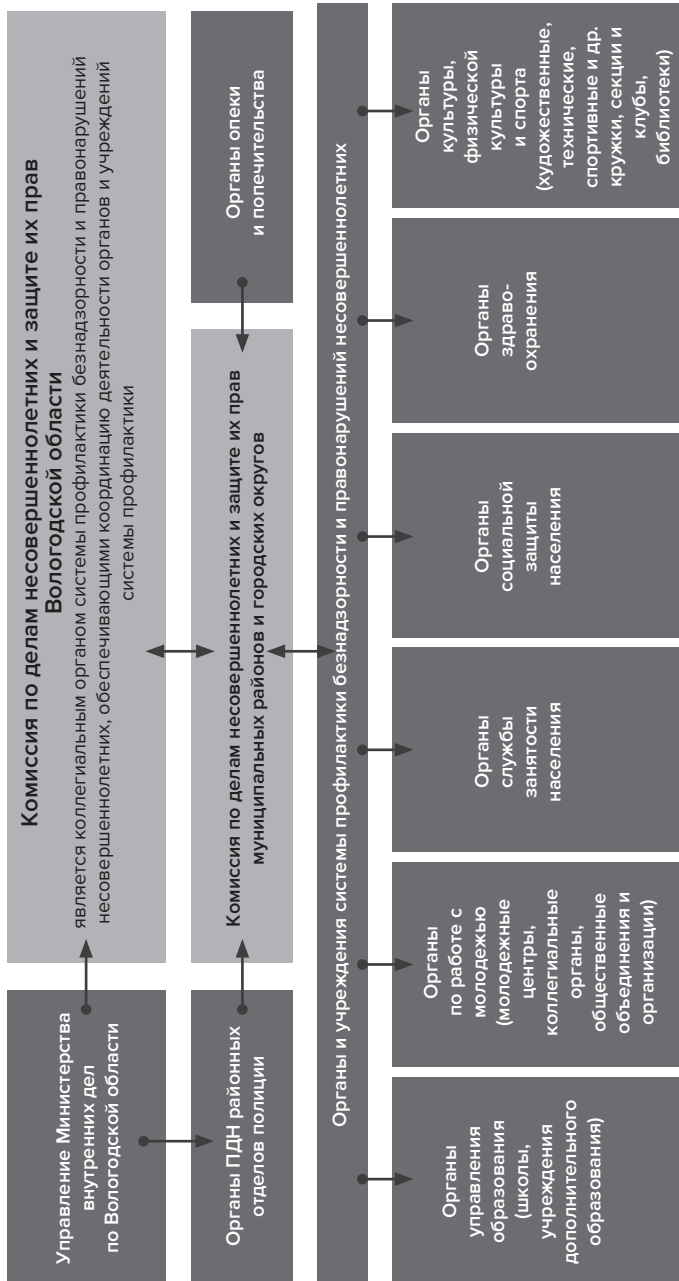 Управление Министерства
внутренних дел
по Вологодской области
Комиссия по делам несовершеннолетних и защите их прав
Вологодской области
является коллегиальным органом системы профилактики безнадзорности и правонарушений
несовершеннолетних, обеспечивающими координацию деятельности органов и учреждений
системы профилактики
Органы ПДН районных
отделов полиции
Комиссия по делам несовершеннолетних и защите их прав
муниципальных районов и городских округов
Органы опеки
и попечительства
Органы и учреждения системы профилактики безнадзорности и правонарушений несовершеннолетних
Органы
управления
образования
(школы,
учреждения
дополнительного
образования)
Органы
по работе с
молодежью
(молодежные
центры,
коллегиальные
органы,
общественные
объединения и
организации)
Органы
службы
занятости
населения
Органы
социальной
защиты
населения
Органы
здраво-
охранения
Органы
культуры,
физической
культуры
и спорта
(художественные,
технические,
спортивные и др.
кружки, секции и
клубы,
библиотеки)